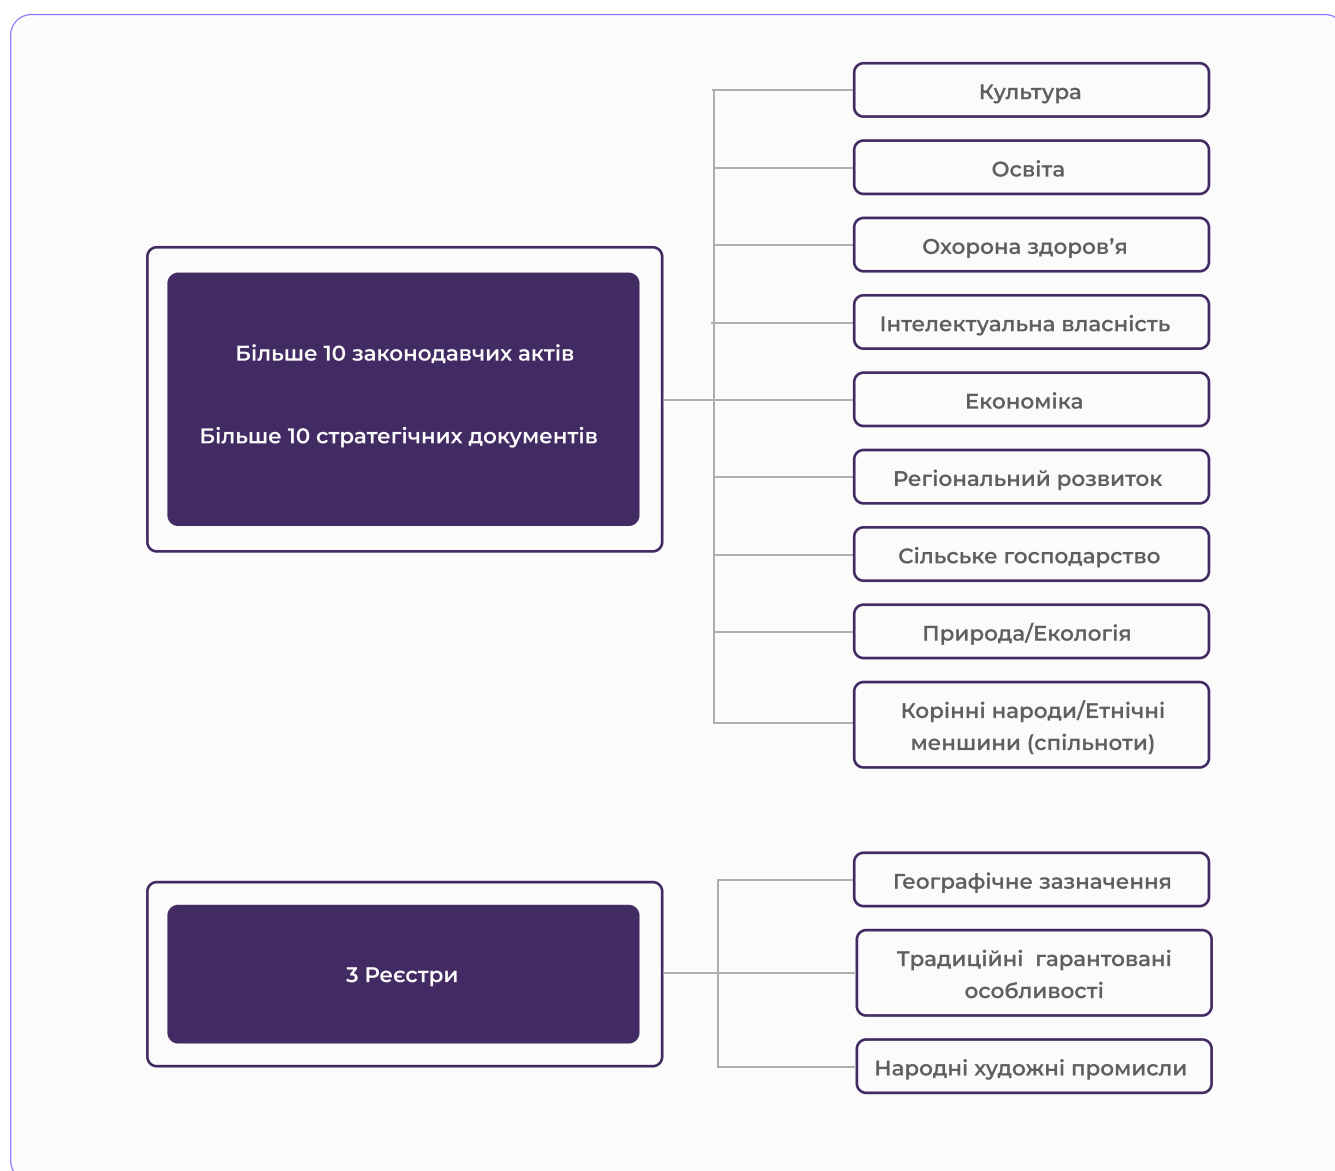 Більше 10 законодавчих актів
Більше 10 стратегічних документів
Культура
Освіта
Охорона здоров’я
Інтелектуальна власність
Економіка
Регіональний розвиток
Сільське господарство
Природа/Екологія
Корінні народи/Етнічні
меншини (спільноти)
3 Реєстри
Географічне зазначення
Традиційні  гарантовані
особливості
Народні художні промисли